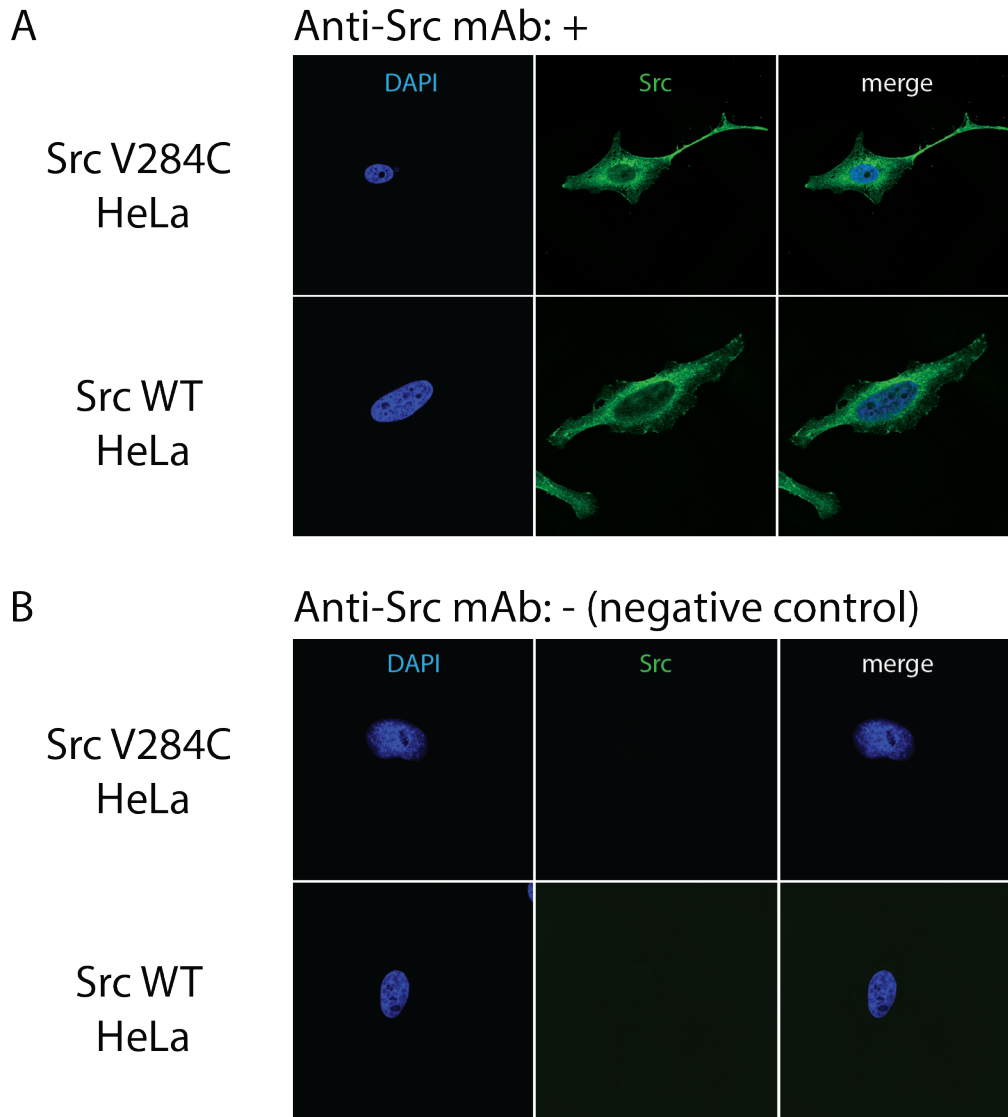 A
Anti-Src mAb: +
DAPI
Src
merge
Src V284C
HeLa
Src WT
HeLa
B
Anti-Src mAb: - (negative control)
DAPI
Src
merge
Src V284C
HeLa
Src WT
HeLa